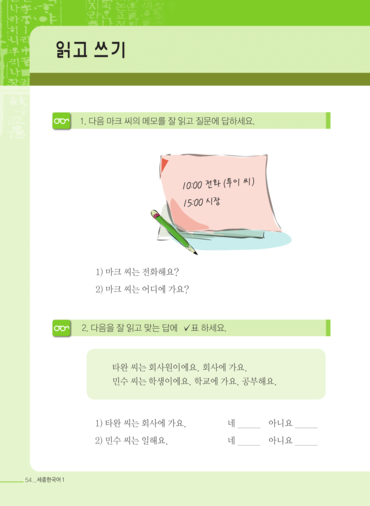 읽고 쓰기
1. 다음 마크 씨의 메모를 잘 읽고 질문에 답하세요.
10:00 전화 (투이 씨)
15:00 시장
1) 마크 씨는 전화해요?
2) 마크 씨는 어디에 가요?
2. 다음을 잘 읽고 맞는 답에 ✓표 하세요.
타완 씨는 회사원이에요. 회사에 가요.
민수 씨는 학생이에요. 학교에 가요. 공부해요.
1) 타완 씨는 회사에 가요. 네 _____ 아니요 _____
2) 민수 씨는 일해요. 네 _____ 아니요 _____
54 _ 세종한국어 1